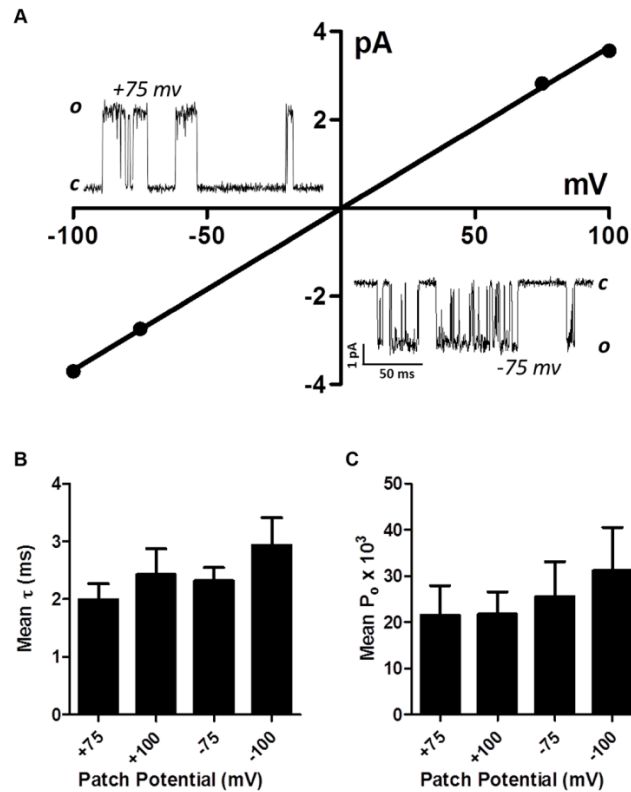 A
pA
4
2
-2
-4
mV
-100
-50
50
100
+75 mv
o
c
c
o
1 pA
50 ms
-75 mv
B
Mean τ (ms)
4
3
2
1
0
+75
+100
-75
-100
Patch Potential (mV)
C
Mean Po x 10³
50
40
30
20
10
0
+75
+100
-75
-100
Patch Potential (mV)